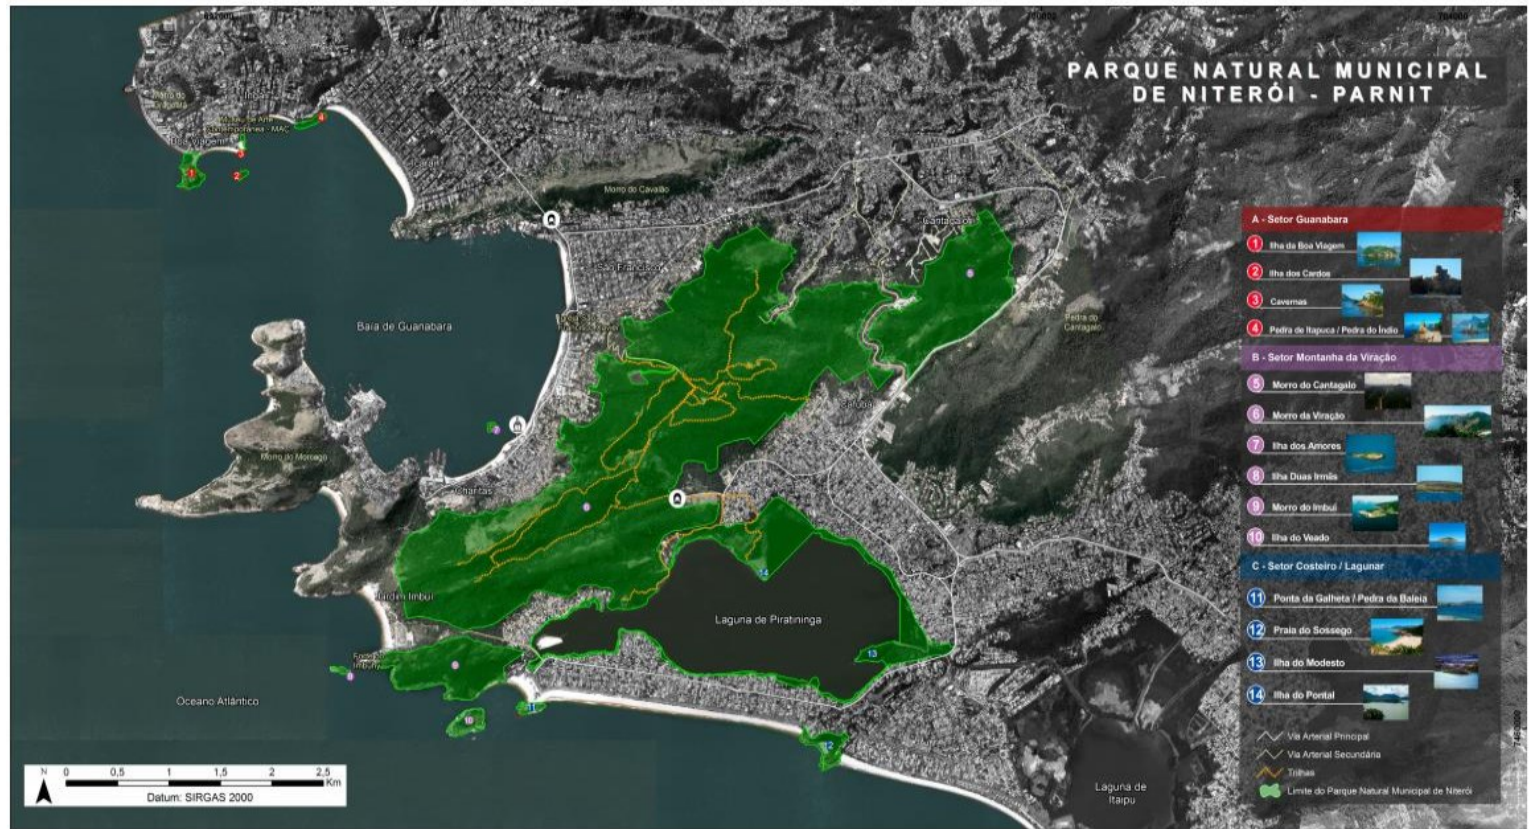 PARQUE NATURAL MUNICIPAL
DE NITERÓI - PARNIT
Museu de Arte
Contemporânea - MAC
Boa Viagem
Icaraí
Morro do Cavalão
Cantagalo
São Francisco
Baía de Guanabara
Pedra do
Cantagalo
Cafubá
Morro do Morcego
Charitas
Jardim Imbuí
Laguna de Piratininga
Forte
Imbuhy
Oceano Atlântico
Laguna de
Itaipu
A - Setor Guanabara
1 Ilha da Boa Viagem
2 Ilha dos Cardos
3 Cavernas
4 Pedra de Itapuca / Pedra do Índio
B - Setor Montanha da Viração
5 Morro do Cantagalo
6 Morro da Viração
7 Ilha dos Amores
8 Ilha Duas Irmãs
9 Morro do Imbuí
10 Ilha do Veado
C - Setor Costeiro / Lagunar
11 Ponta da Galheta / Pedra da Baleia
12 Praia do Sossego
13 Ilha do Modesto
14 Ilha do Pontal
Via Arterial Principal
Via Arterial Secundária
Trilhas
Limite do Parque Natural Municipal de Niterói
N 0 0,5 1 1,5 2 2,5
Km
Datum: SIRGAS 2000